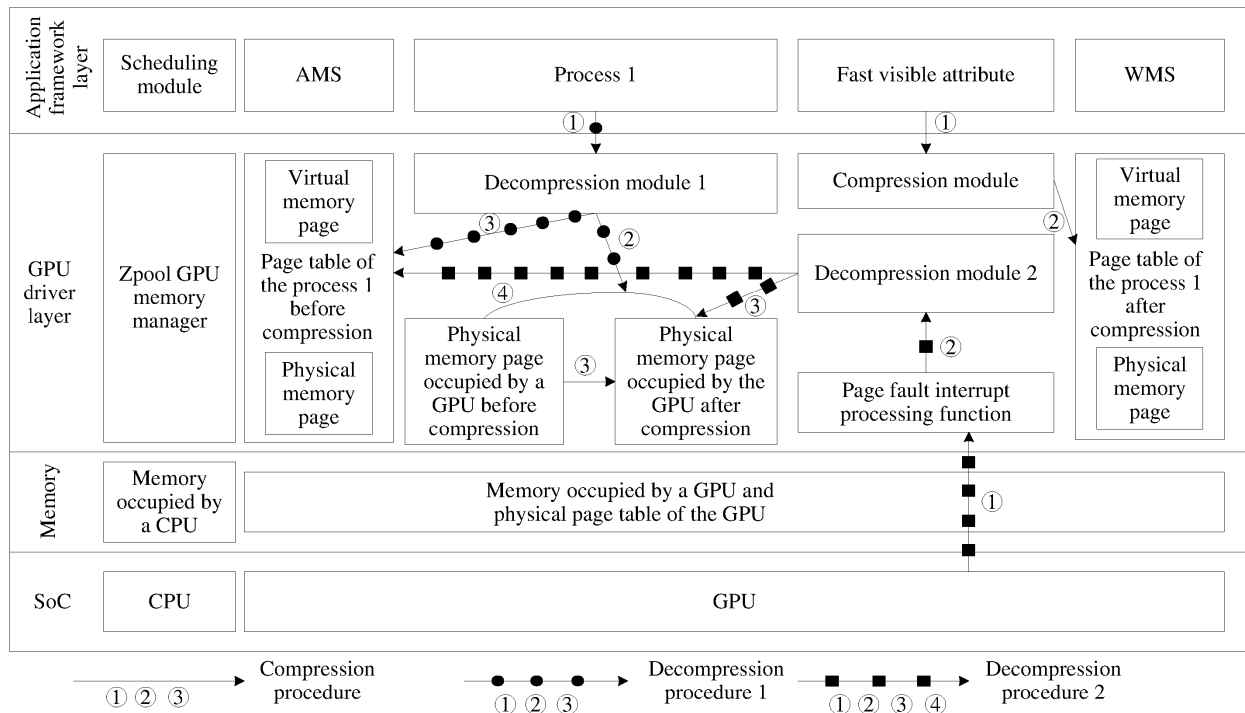 Application
framework
layer
Scheduling
module
AMS
Process 1
Fast visible attribute
WMS
①
①
GPU
driver
layer
Zpool GPU
memory
manager
Virtual
memory
page
Page table of
the process 1
before
compression
Physical
memory
page
Decompression module 1
③
②
④
Physical
memory page
occupied by a
GPU before
compression
③
Physical
memory page
occupied by the
GPU after
compression
Compression module
②
Decompression module 2
③
②
Page fault interrupt
processing function
Virtual
memory
page
Page table of
the process 1
after
compression
Physical
memory
page
Memory
Memory
occupied by
a CPU
Memory occupied by a GPU and
physical page table of the GPU
①
SoC
CPU
GPU
① ② ③
Compression
procedure
① ② ③
Decompression
procedure 1
① ② ③ ④
Decompression
procedure 2